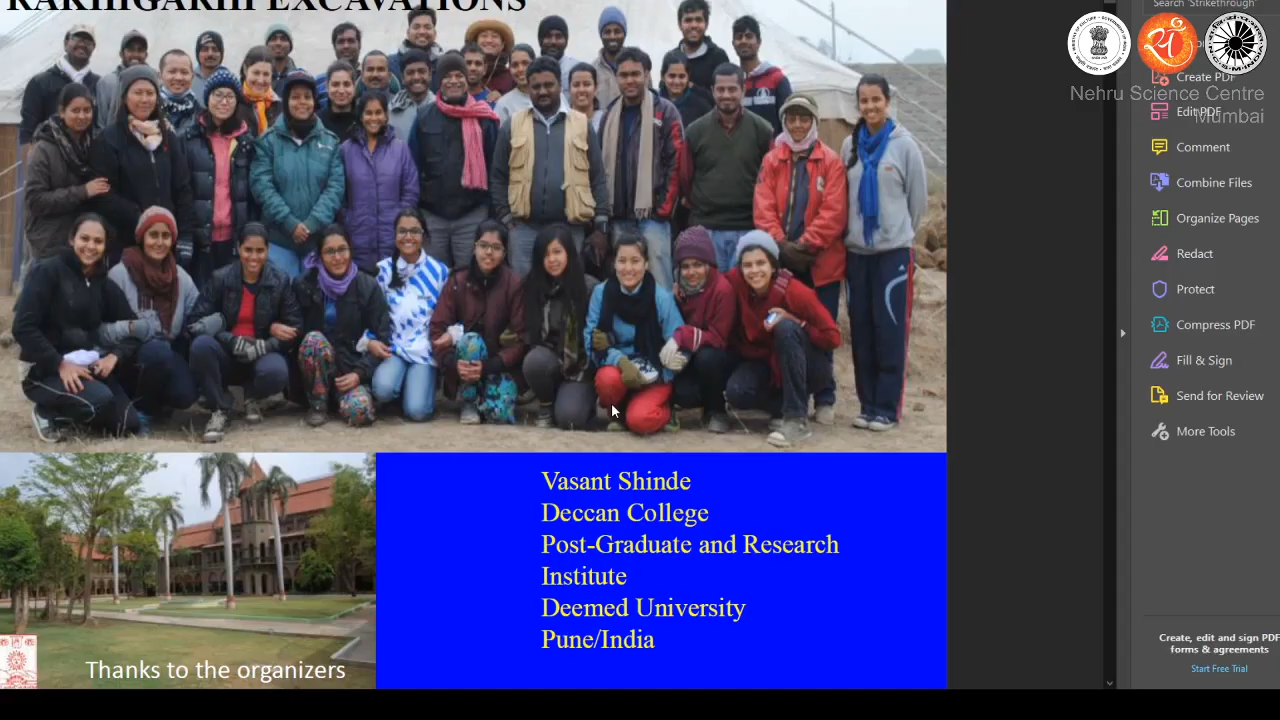 RAKHIGARHI EXCAVATIONS
Search 'Strikethrough'
Nehru Science Centre
Mumbai
Create PDF
Edit PDF
Comment
Combine Files
Organize Pages
Redact
Protect
Compress PDF
Fill & Sign
Send for Review
More Tools
Vasant Shinde
Deccan College
Post-Graduate and Research
Institute
Deemed University
Pune/India
Thanks to the organizers
Create, edit and sign PDF
forms & agreements
Start Free Trial